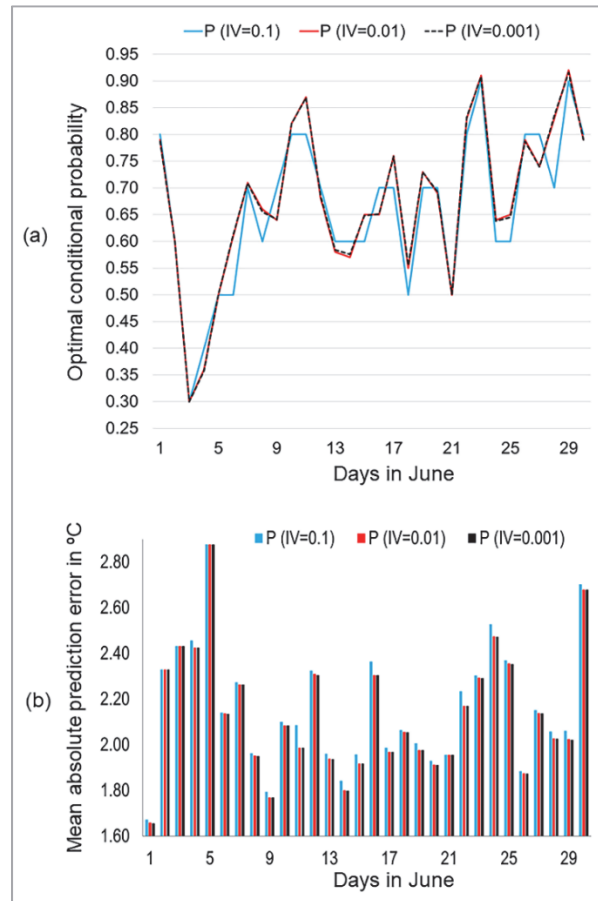 P (IV=0.1) P (IV=0.01) P (IV=0.001)
0.95
0.90
0.85
0.80
0.75
0.70
0.65
0.60
0.55
0.50
0.45
0.40
0.35
0.30
0.25
Optimal conditional probability
(a)
1 5 9 13 17 21 25 29
Days in June
P (IV=0.1) P (IV=0.01) P (IV=0.001)
2.80
2.60
2.40
2.20
2.00
1.80
1.60
Mean absolute prediction error in ºC
(b)
1 5 9 13 17 21 25 29
Days in June